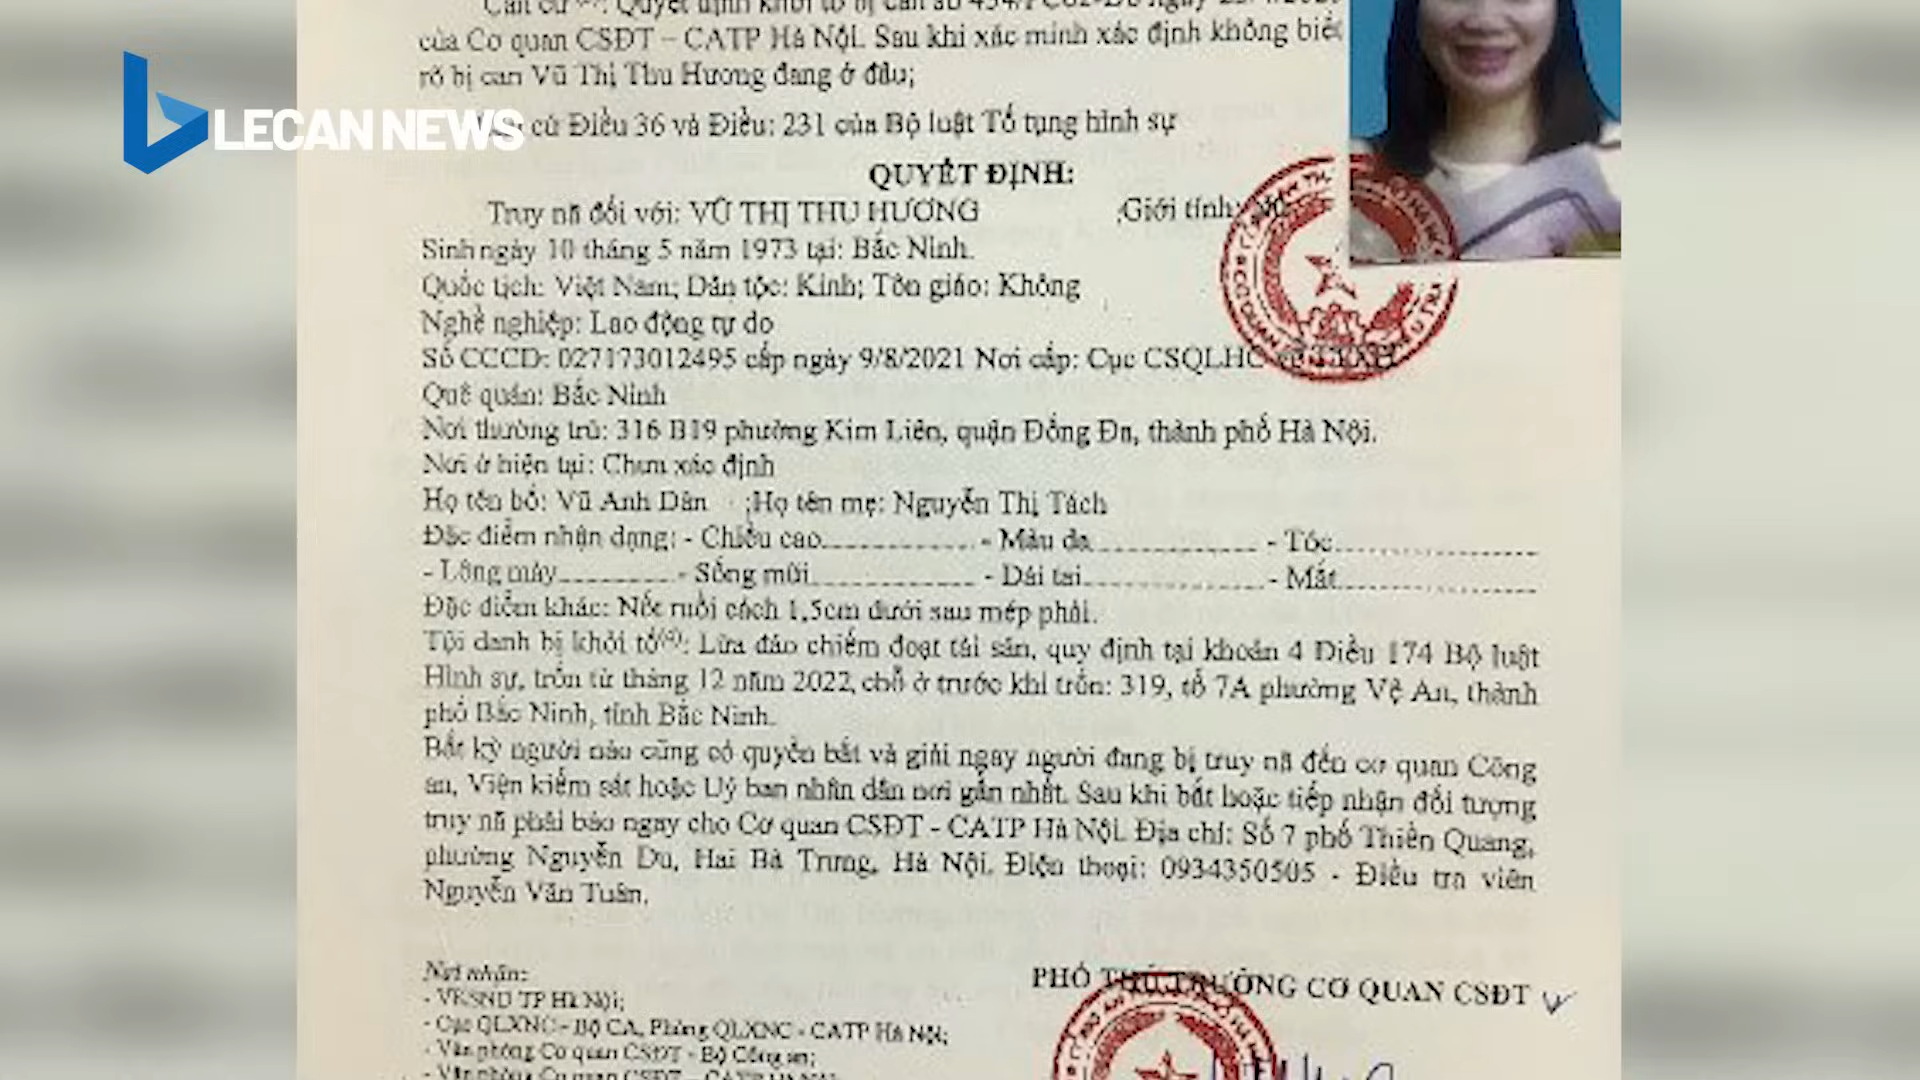 LECAN NEWS
của Cơ quan CSĐT – CATP Hà Nội. Sau khi xác minh xác định không biết
rõ bị can Vũ Thị Thu Hương đang ở đâu;
cứ Điều 36 và Điều: 231 của Bộ luật Tố tụng hình sự
QUYẾT ĐỊNH:
Truy nã đối với: VŨ THỊ THU HƯƠNG ;Giới tính:
Sinh ngày 10 tháng 5 năm 1973 tại: Bắc Ninh.
Quốc tịch: Việt Nam; Dân tộc: Kinh; Tôn giáo: Không
Nghề nghiệp: Lao động tự do
Số CCCD: 027173012495 cấp ngày 9/8/2021 Nơi cấp: Cục CSQLHC
Quê quán: Bắc Ninh
Nơi thường trú: 316 B19 phường Kim Liên, quận Đống Đa, thành phố Hà Nội.
Nơi ở hiện tại: Chưa xác định
Họ tên bố: Vũ Anh Dân ;Họ tên mẹ: Nguyễn Thị Tách
Đặc điểm nhận dạng: - Chiều cao - Màu da - Tóc
- Lông mày - Sống mũi - Dái tai - Mắt
Đặc điểm khác: Nốt ruồi cách 1,5cm dưới sau mép phải.
Tội danh bị khởi tố(4): Lừa đảo chiếm đoạt tài sản, quy định tại khoản 4 Điều 174 Bộ luật
Hình sự, trốn từ tháng 12 năm 2022, chỗ ở trước khi trốn: 319, tổ 7A phường Vệ An, thành
phố Bắc Ninh, tỉnh Bắc Ninh.
Bất kỳ người nào cũng có quyền bắt và giải ngay người đang bị truy nã đến cơ quan Công
an, Viện kiểm sát hoặc Uỷ ban nhân dân nơi gần nhất. Sau khi bắt hoặc tiếp nhận đối tượng
truy nã phải báo ngay cho Cơ quan CSĐT - CATP Hà Nội. Địa chỉ: Số 7 phố Thiền Quang,
phường Nguyễn Du, Hai Bà Trưng, Hà Nội. Điện thoại: 0934350505 - Điều tra viên
Nguyễn Văn Tuân.
Nơi nhận:
- VKSND TP Hà Nội;
- Cục QLXNC - Bộ CA, Phòng QLXNC - CATP Hà Nội;
- Văn phòng Cơ quan CSĐT - Bộ Công an;
PHÓ THỦ TRƯỞNG CƠ QUAN CSĐT